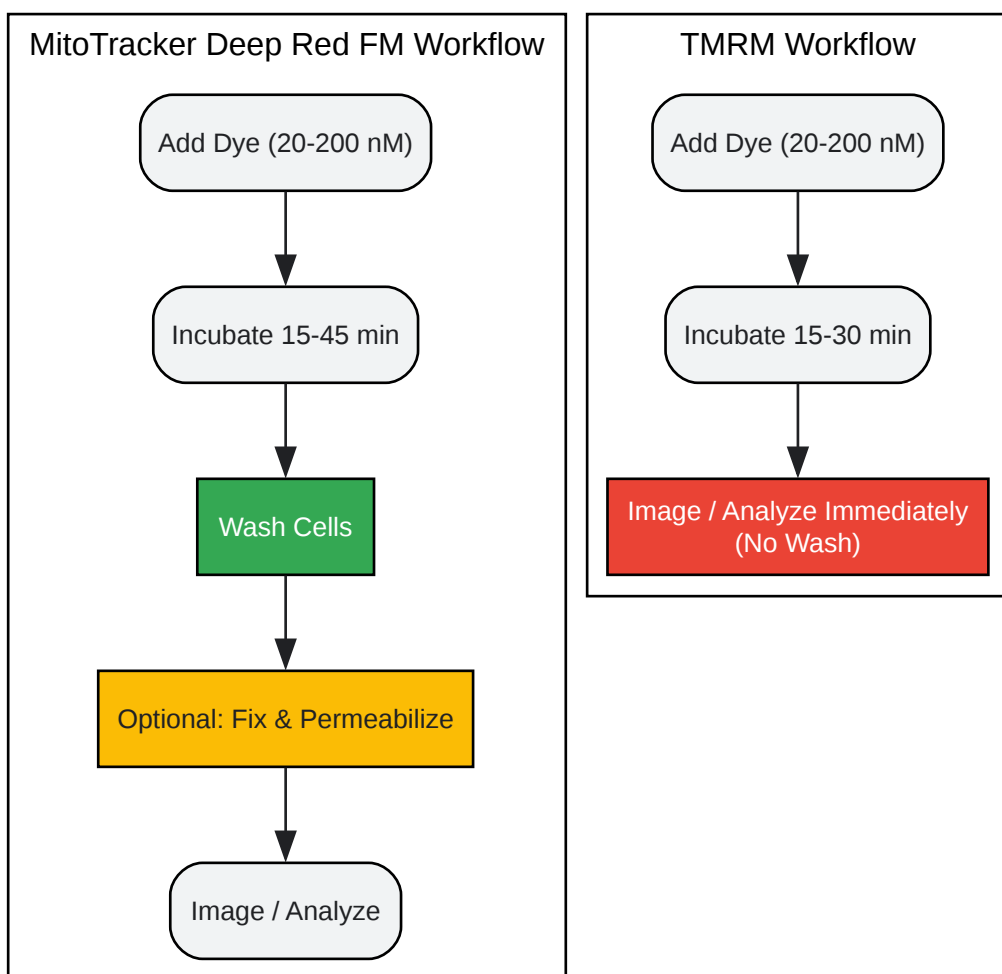 MitoTracker Deep Red FM Workflow
Add Dye (20-200 nM)
Incubate 15-45 min
Wash Cells
Optional: Fix & Permeabilize
Image / Analyze
TMRM Workflow
Add Dye (20-200 nM)
Incubate 15-30 min
Image / Analyze Immediately
(No Wash)